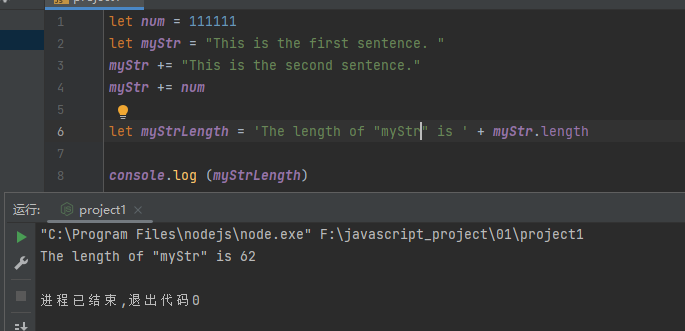 project1
1 let num = 111111
2 let myStr = "This is the first sentence. "
3 myStr += "This is the second sentence."
4 myStr += num
5
6 let myStrLength = 'The length of "myStr" is ' + myStr.length
7
8 console.log (myStrLength)
运行: project1
"C:\Program Files\nodejs\node.exe" F:\javascript_project\01\project1
The length of "myStr" is 62
进程已结束,退出代码0